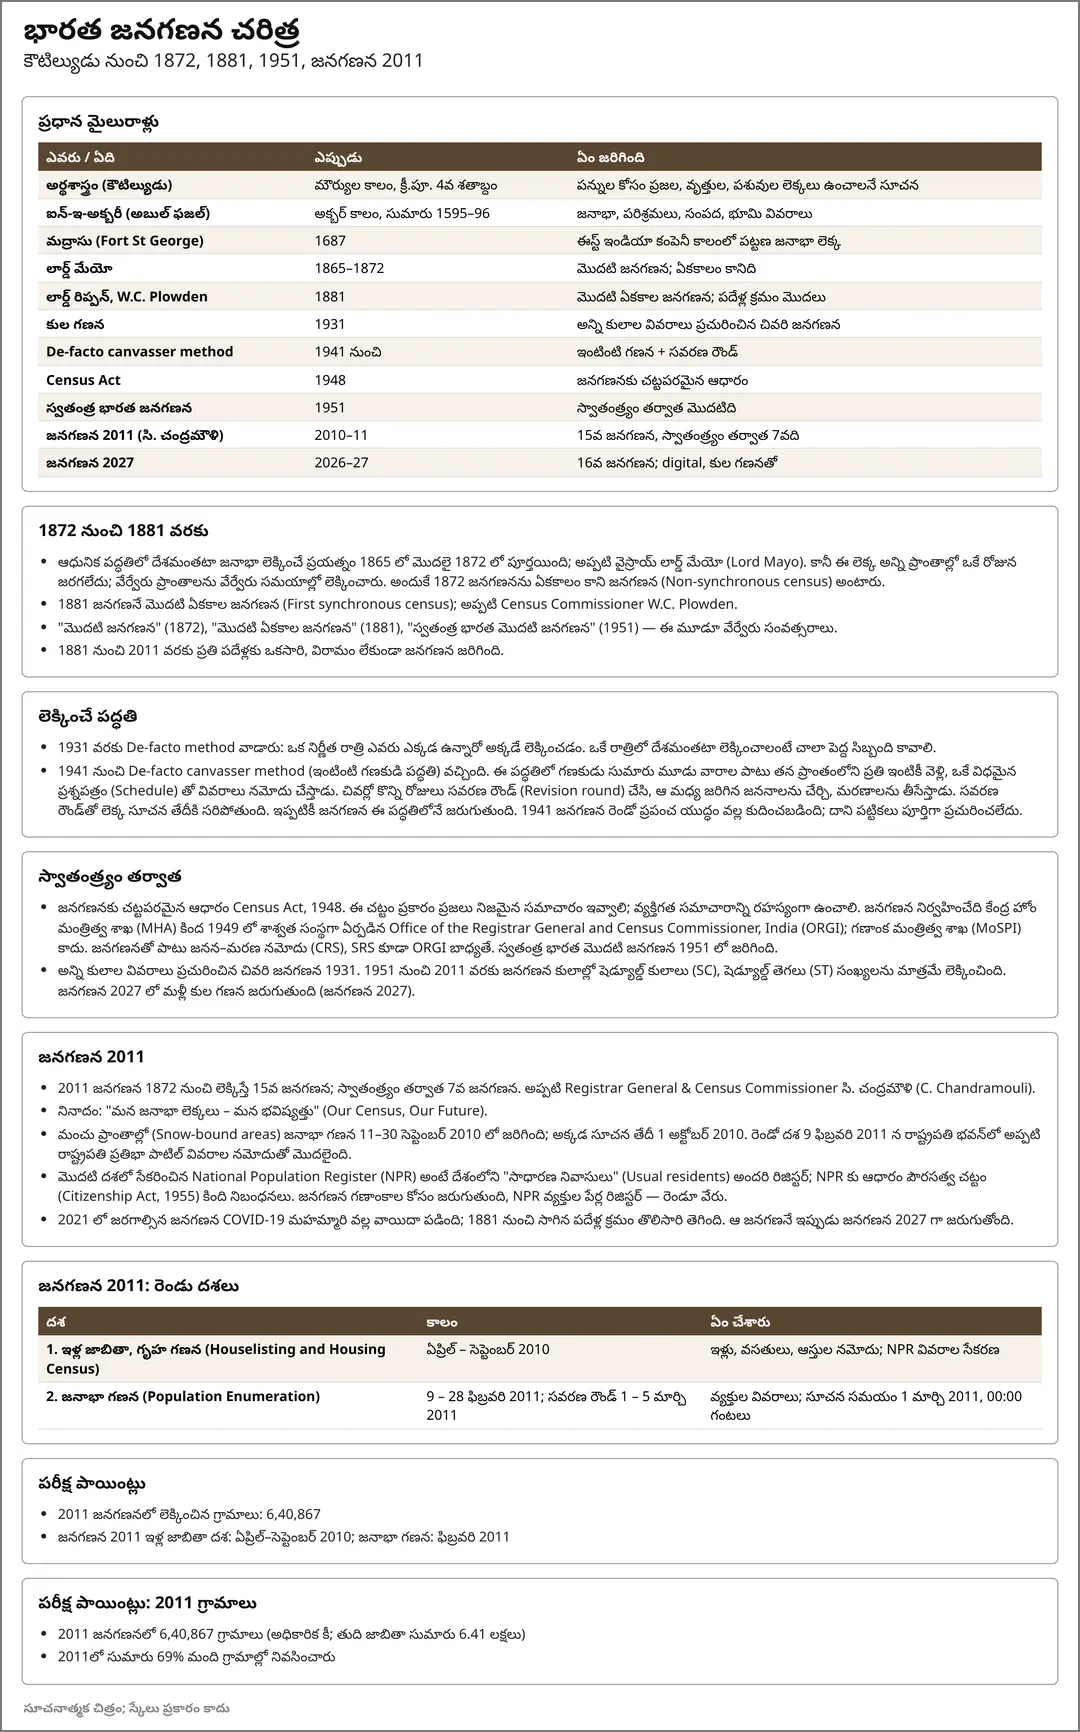 భారత జనగణన చరిత్ర
కౌటిల్యుడు నుంచి 1872, 1881, 1951, జనగణన 2011
ప్రధాన మైలురాళ్లు
ఎవరు / ఏది ఎప్పుడు ఏం జరిగింది
అర్థశాస్త్రం (కౌటిల్యుడు) మౌర్యుల కాలం, క్రీ.పూ. 4వ శతాబ్దం పన్నుల కోసం ప్రజల, వృత్తుల, పశువుల లెక్కలు ఉంచాలనే సూచన
ఐన్-ఇ-అక్బరీ (అబుల్ ఫజల్) అక్బర్ కాలం, సుమారు 1595–96 జనాభా, పరిశ్రమలు, సంపద, భూమి వివరాలు
మద్రాసు (Fort St George) 1687 ఈస్ట్ ఇండియా కంపెనీ కాలంలో పట్టణ జనాభా లెక్క
లార్డ్ మేయో 1865–1872 మొదటి జనగణన; ఏకకాలం కానిది
లార్డ్ రిప్పన్, W.C. Plowden 1881 మొదటి ఏకకాల జనగణన; పదేళ్ల క్రమం మొదలు
కుల గణన 1931 అన్ని కులాల వివరాలు ప్రచురించిన చివరి జనగణన
De-facto canvasser method 1941 నుంచి ఇంటింటి గణన + సవరణ రౌండ్
Census Act 1948 జనగణనకు చట్టపరమైన ఆధారం
స్వతంత్ర భారత జనగణన 1951 స్వాతంత్ర్యం తర్వాత మొదటిది
జనగణన 2011 (సి. చంద్రమౌళి) 2010–11 15వ జనగణన, స్వాతంత్ర్యం తర్వాత 7వది
జనగణన 2027 2026–27 16వ జనగణన; digital, కుల గణనతో
1872 నుంచి 1881 వరకు
• ఆధునిక పద్ధతిలో దేశమంతటా జనాభా లెక్కించే ప్రయత్నం 1865 లో మొదలై 1872 లో పూర్తయింది; అప్పటి వైస్రాయ్ లార్డ్ మేయో (Lord Mayo). కానీ ఈ లెక్క అన్ని ప్రాంతాల్లో ఒకే రోజున
జరగలేదు; వేర్వేరు ప్రాంతాలను వేర్వేరు సమయాల్లో లెక్కించారు. అందుకే 1872 జనగణనను ఏకకాలం కాని జనగణన (Non-synchronous census) అంటారు.
• 1881 జనగణనే మొదటి ఏకకాల జనగణన (First synchronous census); అప్పటి Census Commissioner W.C. Plowden.
• "మొదటి జనగణన" (1872), "మొదటి ఏకకాల జనగణన" (1881), "స్వతంత్ర భారత మొదటి జనగణన" (1951) — ఈ మూడూ వేర్వేరు సంవత్సరాలు.
• 1881 నుంచి 2011 వరకు ప్రతి పదేళ్లకు ఒకసారి, విరామం లేకుండా జనగణన జరిగింది.
లెక్కించే పద్ధతి
• 1931 వరకు De-facto method వాడారు: ఒక నిర్ణీత రాత్రి ఎవరు ఎక్కడ ఉన్నారో అక్కడే లెక్కించడం. ఒకే రాత్రిలో దేశమంతటా లెక్కించాలంటే చాలా పెద్ద సిబ్బంది కావాలి.
• 1941 నుంచి De-facto canvasser method (ఇంటింటి గణకుడి పద్ధతి) వచ్చింది. ఈ పద్ధతిలో గణకుడు సుమారు మూడు వారాల పాటు తన ప్రాంతంలోని ప్రతి ఇంటికీ వెళ్లి, ఒకే విధమైన
ప్రశ్నపత్రం (Schedule) తో వివరాలు నమోదు చేస్తాడు. చివర్లో కొన్ని రోజులు సవరణ రౌండ్ (Revision round) చేసి, ఆ మధ్య జరిగిన జననాలను చేర్చి, మరణాలను తీసేస్తాడు. సవరణ
రౌండ్‌తో లెక్క సూచన తేదీకి సరిపోతుంది. ఇప్పటికీ జనగణన ఈ పద్ధతిలోనే జరుగుతుంది. 1941 జనగణన రెండో ప్రపంచ యుద్ధం వల్ల కుదించబడింది; దాని పట్టికలు పూర్తిగా ప్రచురించలేదు.
స్వాతంత్ర్యం తర్వాత
• జనగణనకు చట్టపరమైన ఆధారం Census Act, 1948. ఈ చట్టం ప్రకారం ప్రజలు నిజమైన సమాచారం ఇవ్వాలి; వ్యక్తిగత సమాచారాన్ని రహస్యంగా ఉంచాలి. జనగణన నిర్వహించేది కేంద్ర హోం
మంత్రిత్వ శాఖ (MHA) కింద 1949 లో శాశ్వత సంస్థగా ఏర్పడిన Office of the Registrar General and Census Commissioner, India (ORGI); గణాంక మంత్రిత్వ శాఖ (MoSPI)
కాదు. జనగణనతో పాటు జనన–మరణ నమోదు (CRS), SRS కూడా ORGI బాధ్యతే. స్వతంత్ర భారత మొదటి జనగణన 1951 లో జరిగింది.
• అన్ని కులాల వివరాలు ప్రచురించిన చివరి జనగణన 1931. 1951 నుంచి 2011 వరకు జనగణన కులాల్లో షెడ్యూల్డ్ కులాలు (SC), షెడ్యూల్డ్ తెగలు (ST) సంఖ్యలను మాత్రమే లెక్కించింది.
జనగణన 2027 లో మళ్లీ కుల గణన జరుగుతుంది (జనగణన 2027).
జనగణన 2011
• 2011 జనగణన 1872 నుంచి లెక్కిస్తే 15వ జనగణన; స్వాతంత్ర్యం తర్వాత 7వ జనగణన. అప్పటి Registrar General & Census Commissioner సి. చంద్రమౌళి (C. Chandramouli).
• నినాదం: "మన జనాభా లెక్కలు – మన భవిష్యత్తు" (Our Census, Our Future).
• మంచు ప్రాంతాల్లో (Snow-bound areas) జనాభా గణన 11–30 సెప్టెంబర్ 2010 లో జరిగింది; అక్కడ సూచన తేదీ 1 అక్టోబర్ 2010. రెండో దశ 9 ఫిబ్రవరి 2011 న రాష్ట్రపతి భవన్‌లో అప్పటి
రాష్ట్రపతి ప్రతిభా పాటిల్ వివరాల నమోదుతో మొదలైంది.
• మొదటి దశలో సేకరించిన National Population Register (NPR) అంటే దేశంలోని "సాధారణ నివాసులు" (Usual residents) అందరి రిజిస్టర్; NPR కు ఆధారం పౌరసత్వ చట్టం
(Citizenship Act, 1955) కింది నిబంధనలు. జనగణన గణాంకాల కోసం జరుగుతుంది, NPR వ్యక్తుల పేర్ల రిజిస్టర్ — రెండూ వేరు.
• 2021 లో జరగాల్సిన జనగణన COVID-19 మహమ్మారి వల్ల వాయిదా పడింది; 1881 నుంచి సాగిన పదేళ్ల క్రమం తొలిసారి తెగింది. ఆ జనగణనే ఇప్పుడు జనగణన 2027 గా జరుగుతోంది.
జనగణన 2011: రెండు దశలు
దశ కాలం ఏం చేశారు
1. ఇళ్ల జాబితా, గృహ గణన (Houselisting and Housing ఏప్రిల్ – సెప్టెంబర్ 2010 ఇళ్లు, వసతులు, ఆస్తుల నమోదు; NPR వివరాల సేకరణ
Census)
2. జనాభా గణన (Population Enumeration) 9 – 28 ఫిబ్రవరి 2011; సవరణ రౌండ్ 1 – 5 మార్చి వ్యక్తుల వివరాలు; సూచన సమయం 1 మార్చి 2011, 00:00
2011 గంటలు
పరీక్ష పాయింట్లు
• 2011 జనగణనలో లెక్కించిన గ్రామాలు: 6,40,867
• జనగణన 2011 ఇళ్ల జాబితా దశ: ఏప్రిల్–సెప్టెంబర్ 2010; జనాభా గణన: ఫిబ్రవరి 2011
పరీక్ష పాయింట్లు: 2011 గ్రామాలు
• 2011 జనగణనలో 6,40,867 గ్రామాలు (అధికారిక కీ; తుది జాబితా సుమారు 6.41 లక్షలు)
• 2011లో సుమారు 69% మంది గ్రామాల్లో నివసించారు
సూచనాత్మక చిత్రం; స్కేలు ప్రకారం కాదు